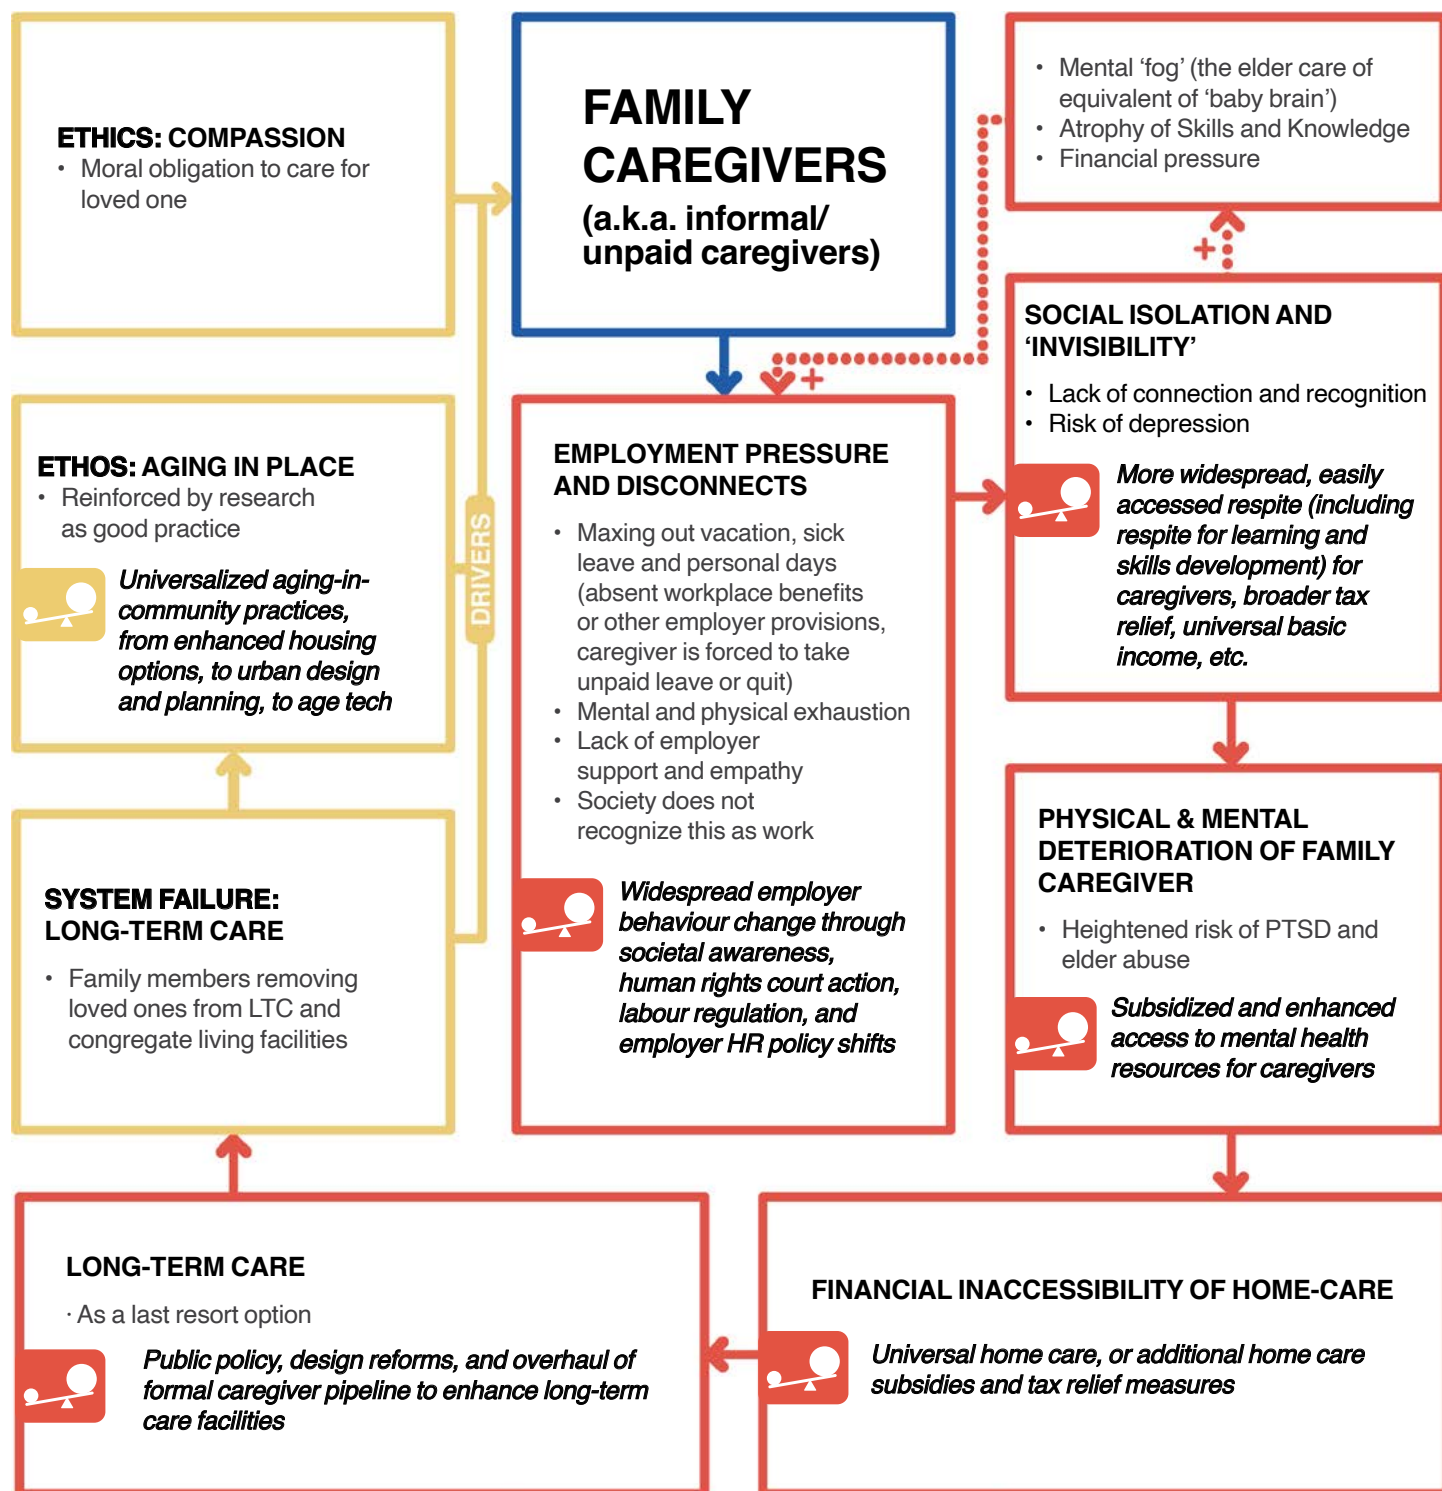 ETHICS: COMPASSION
• Moral obligation to care for
loved one
FAMILY
CAREGIVERS
(a.k.a. informal/
unpaid caregivers)
• Mental ‘fog’ (the elder care of
equivalent of ‘baby brain’)
• Atrophy of Skills and Knowledge
• Financial pressure
+
SOCIAL ISOLATION AND
‘INVISIBILITY’
• Lack of connection and recognition
• Risk of depression
More widespread, easily
accessed respite (including
respite for learning and
skills development) for
caregivers, broader tax
relief, universal basic
income, etc.
+
ETHOS: AGING IN PLACE
• Reinforced by research
as good practice
Universalized aging-in-
community practices,
from enhanced housing
options, to urban design
and planning, to age tech
DRIVERS
EMPLOYMENT PRESSURE
AND DISCONNECTS
• Maxing out vacation, sick
leave and personal days
(absent workplace benefits
or other employer provisions,
caregiver is forced to take
unpaid leave or quit)
• Mental and physical exhaustion
• Lack of employer
support and empathy
• Society does not
recognize this as work
Widespread employer
behaviour change through
societal awareness,
human rights court action,
labour regulation, and
employer HR policy shifts
PHYSICAL & MENTAL
DETERIORATION OF FAMILY
CAREGIVER
• Heightened risk of PTSD and
elder abuse
Subsidized and enhanced
access to mental health
resources for caregivers
SYSTEM FAILURE:
LONG-TERM CARE
• Family members removing
loved ones from LTC and
congregate living facilities
LONG-TERM CARE
· As a last resort option
Public policy, design reforms, and overhaul of
formal caregiver pipeline to enhance long-term
care facilities
FINANCIAL INACCESSIBILITY OF HOME-CARE
Universal home care, or additional home care
subsidies and tax relief measures